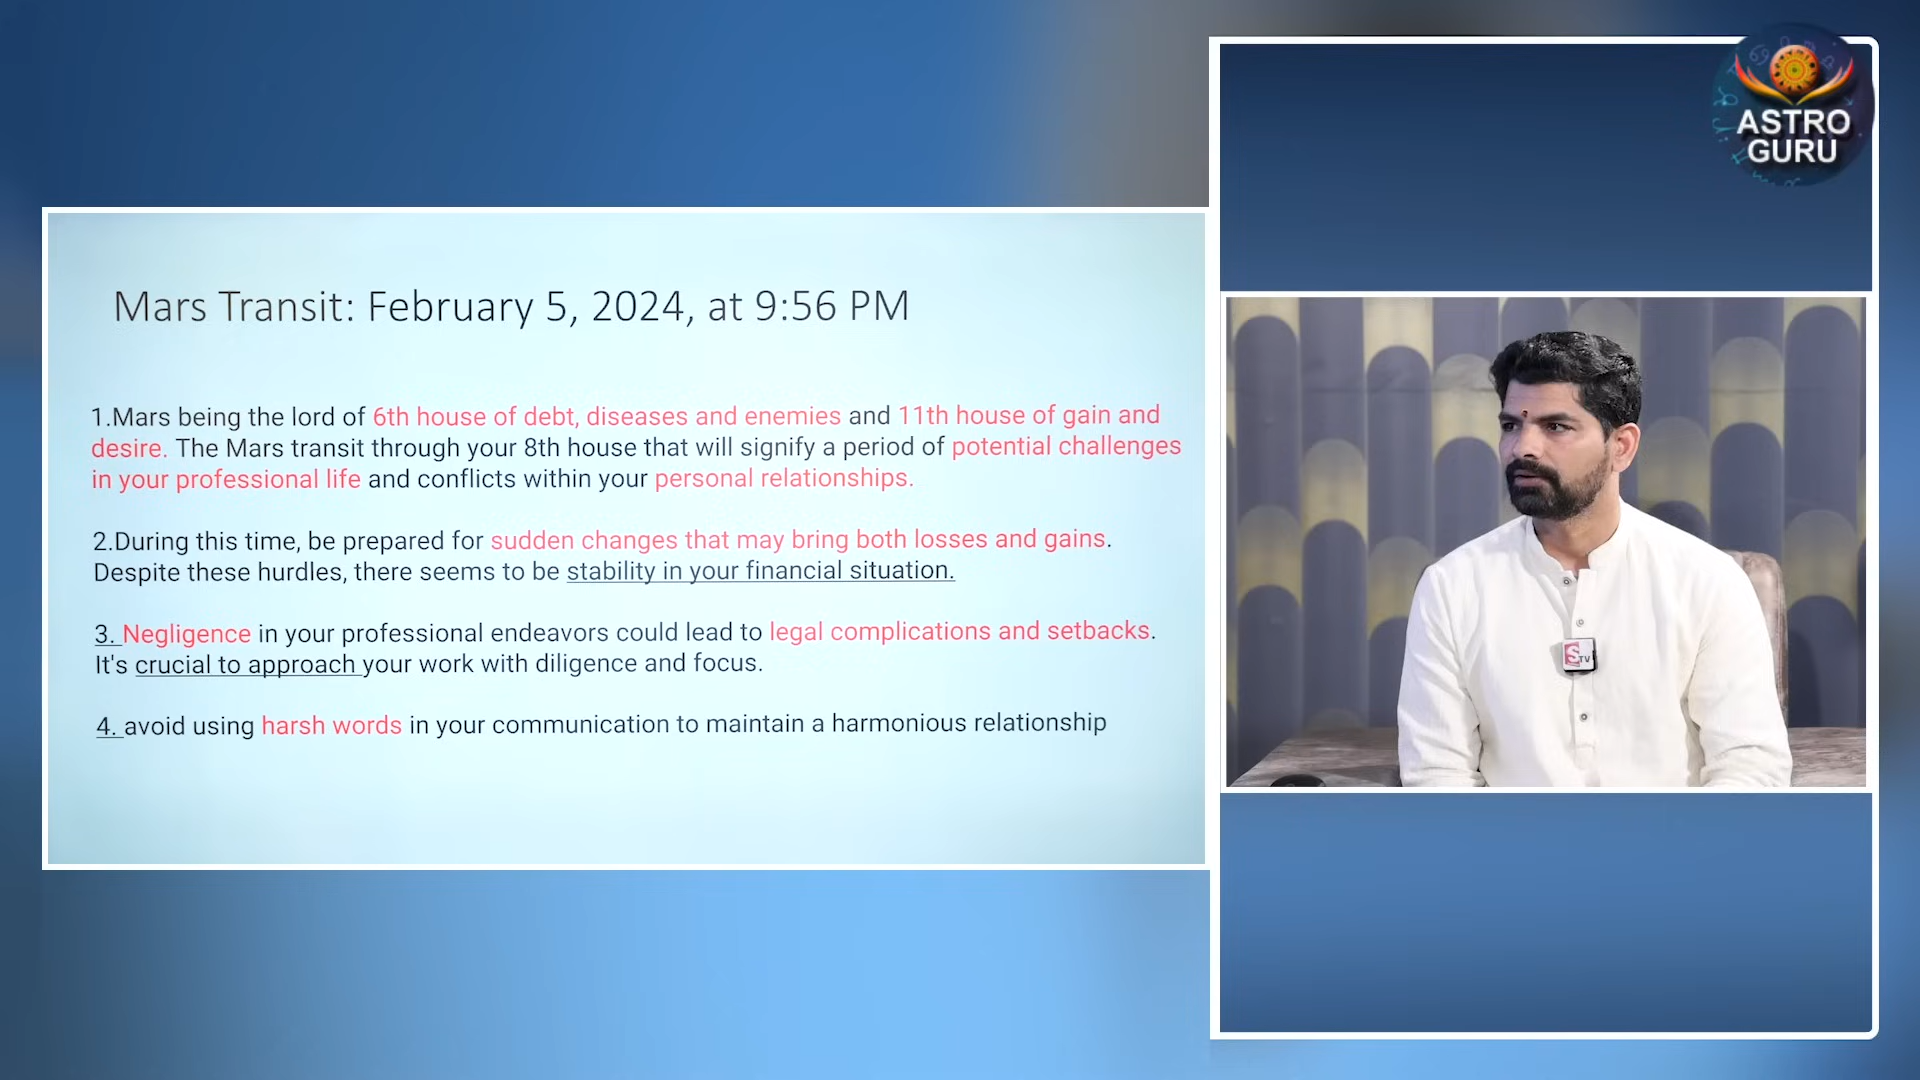 ASTRO
GURU
Mars Transit: February 5, 2024, at 9:56 PM
1.Mars being the lord of 6th house of debt, diseases and enemies and 11th house of gain and
desire. The Mars transit through your 8th house that will signify a period of potential challenges
in your professional life and conflicts within your personal relationships.
2.During this time, be prepared for sudden changes that may bring both losses and gains.
Despite these hurdles, there seems to be stability in your financial situation.
3. Negligence in your professional endeavors could lead to legal complications and setbacks.
It's crucial to approach your work with diligence and focus.
4. avoid using harsh words in your communication to maintain a harmonious relationship
S TV